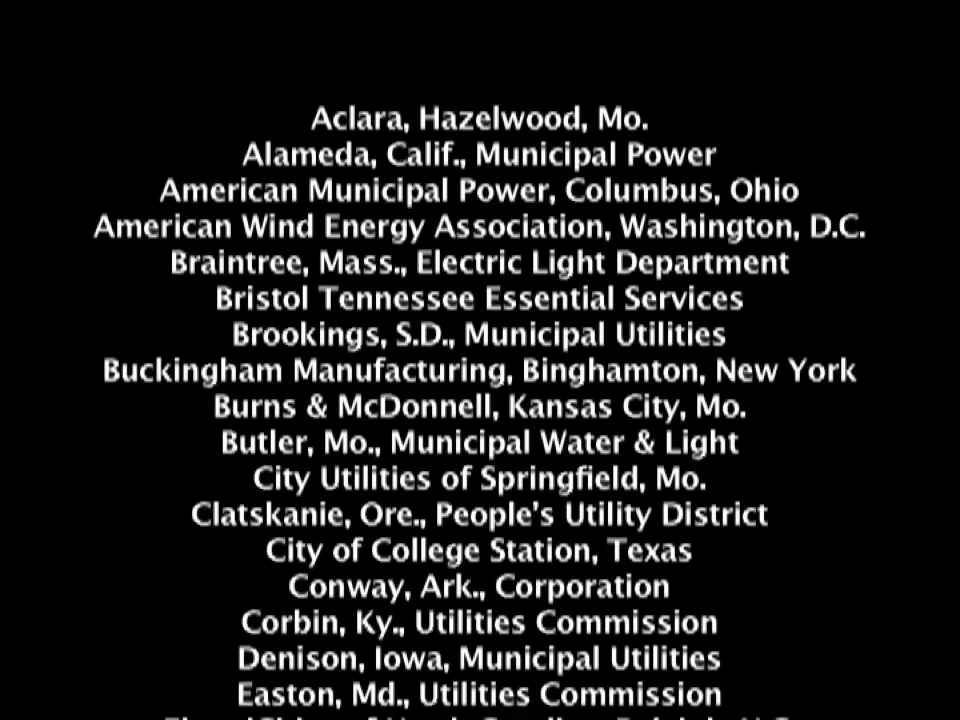 Aclara, Hazelwood, Mo.
Alameda, Calif., Municipal Power
American Municipal Power, Columbus, Ohio
American Wind Energy Association, Washington, D.C.
Braintree, Mass., Electric Light Department
Bristol Tennessee Essential Services
Brookings, S.D., Municipal Utilities
Buckingham Manufacturing, Binghamton, New York
Burns & McDonnell, Kansas City, Mo.
Butler, Mo., Municipal Water & Light
City Utilities of Springfield, Mo.
Clatskanie, Ore., People's Utility District
City of College Station, Texas
Conway, Ark., Corporation
Corbin, Ky., Utilities Commission
Denison, Iowa, Municipal Utilities
Easton, Md., Utilities Commission